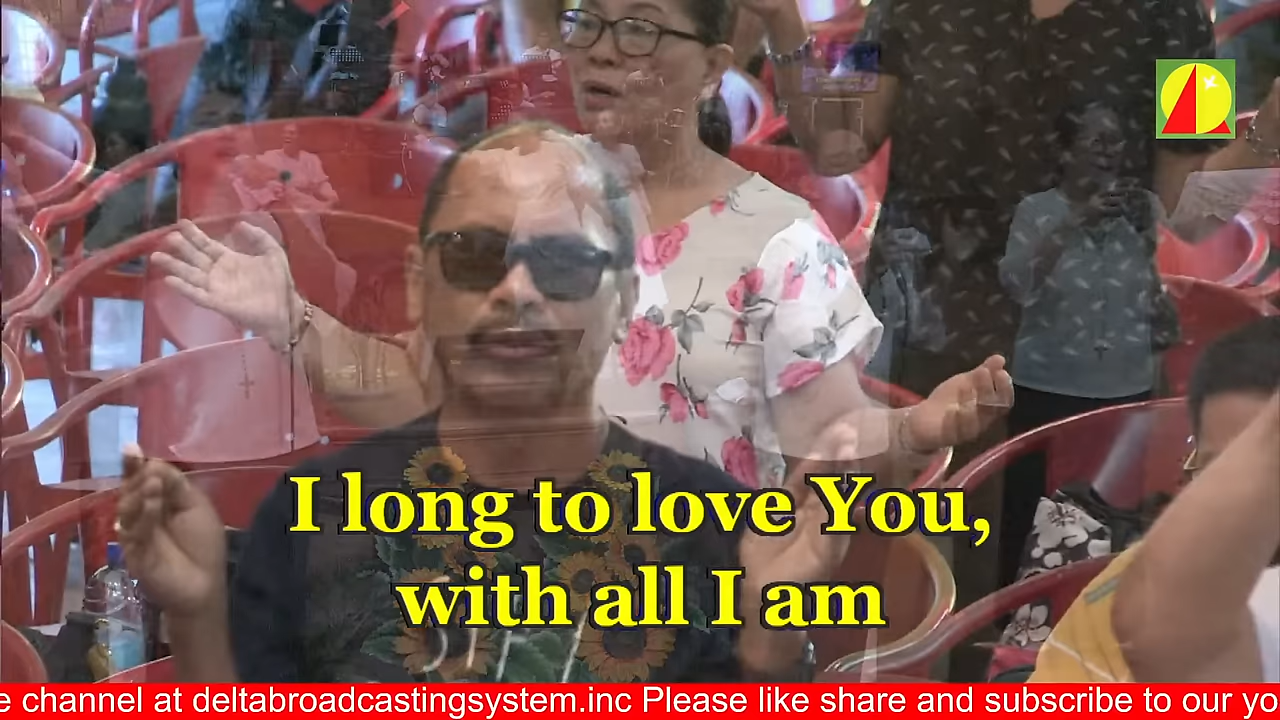 I long to love You,
with all I am
e channel at deltabroadcastingsystem.inc Please like share and subscribe to our yo